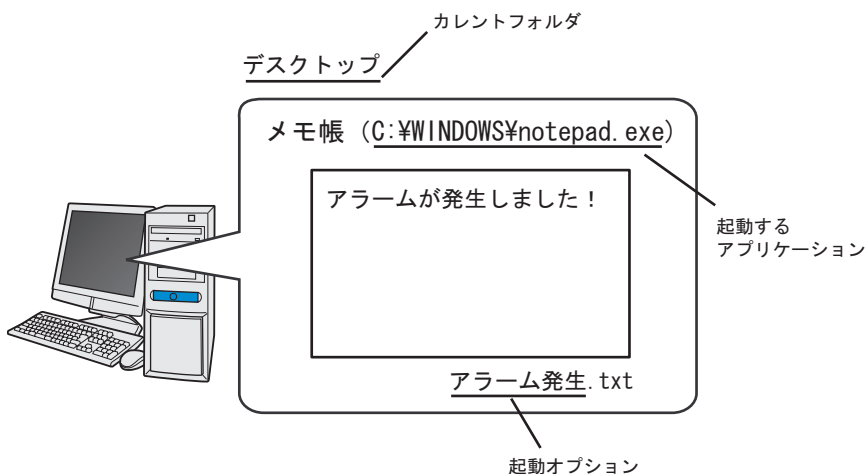 カレントフォルダ
デスクトップ
メモ帳（C:¥WINDOWS¥notepad.exe）
アラームが発生しました！
起動する
アプリケーション
アラーム発生.txt
起動オプション